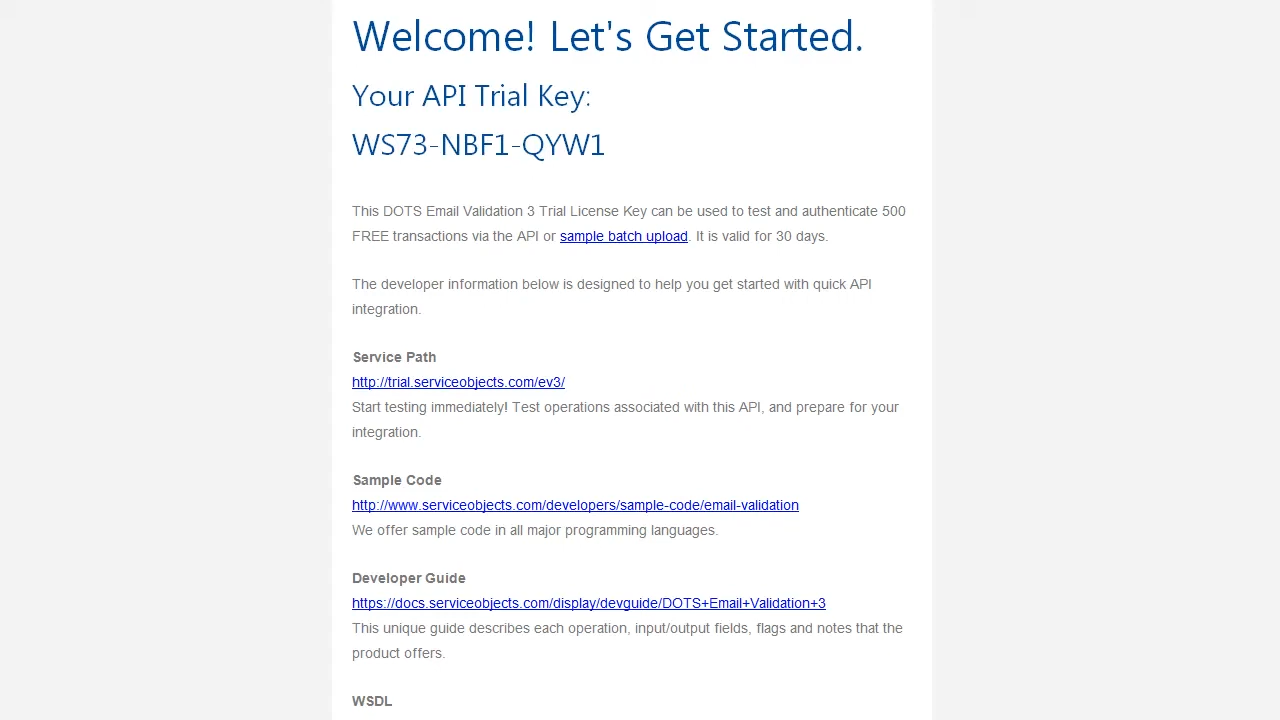 Welcome! Let's Get Started.
Your API Trial Key:
WS73-NBF1-QYW1
This DOTS Email Validation 3 Trial License Key can be used to test and authenticate 500
FREE transactions via the API or sample batch upload. It is valid for 30 days.
The developer information below is designed to help you get started with quick API
integration.
Service Path
http://trial.serviceobjects.com/ev3/
Start testing immediately! Test operations associated with this API, and prepare for your
integration.
Sample Code
http://www.serviceobjects.com/developers/sample-code/email-validation
We offer sample code in all major programming languages.
Developer Guide
https://docs.serviceobjects.com/display/devguide/DOTS+Email+Validation+3
This unique guide describes each operation, input/output fields, flags and notes that the
product offers.
WSDL